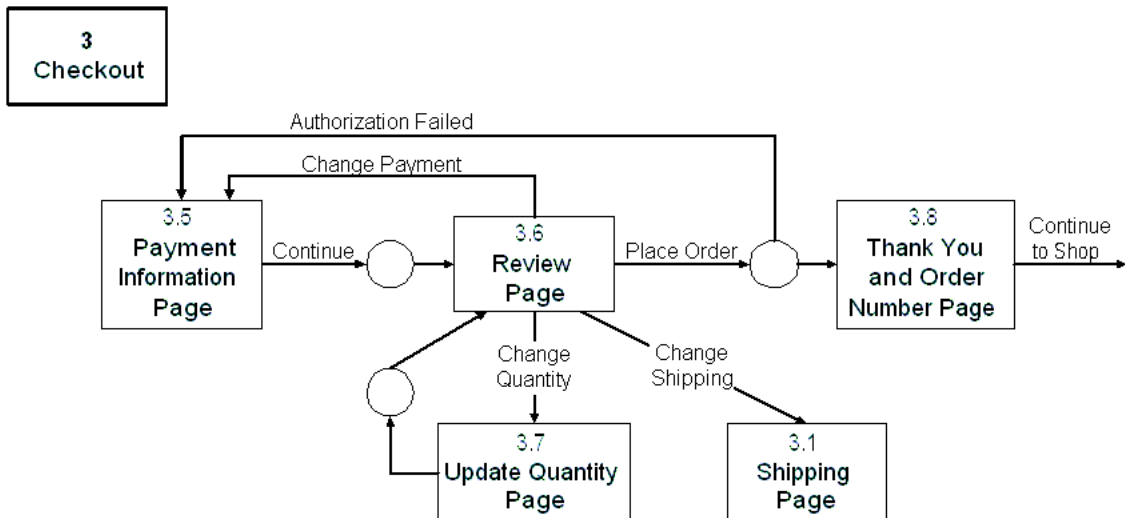 3
Checkout
Authorization Failed
Change Payment
3.5
Payment
Information
Page
Continue
3.6
Review
Page
Place Order
3.8
Thank You
and Order
Number Page
Continue
to Shop
Change
Quantity
Change
Shipping
3.7
Update Quantity
Page
3.1
Shipping
Page